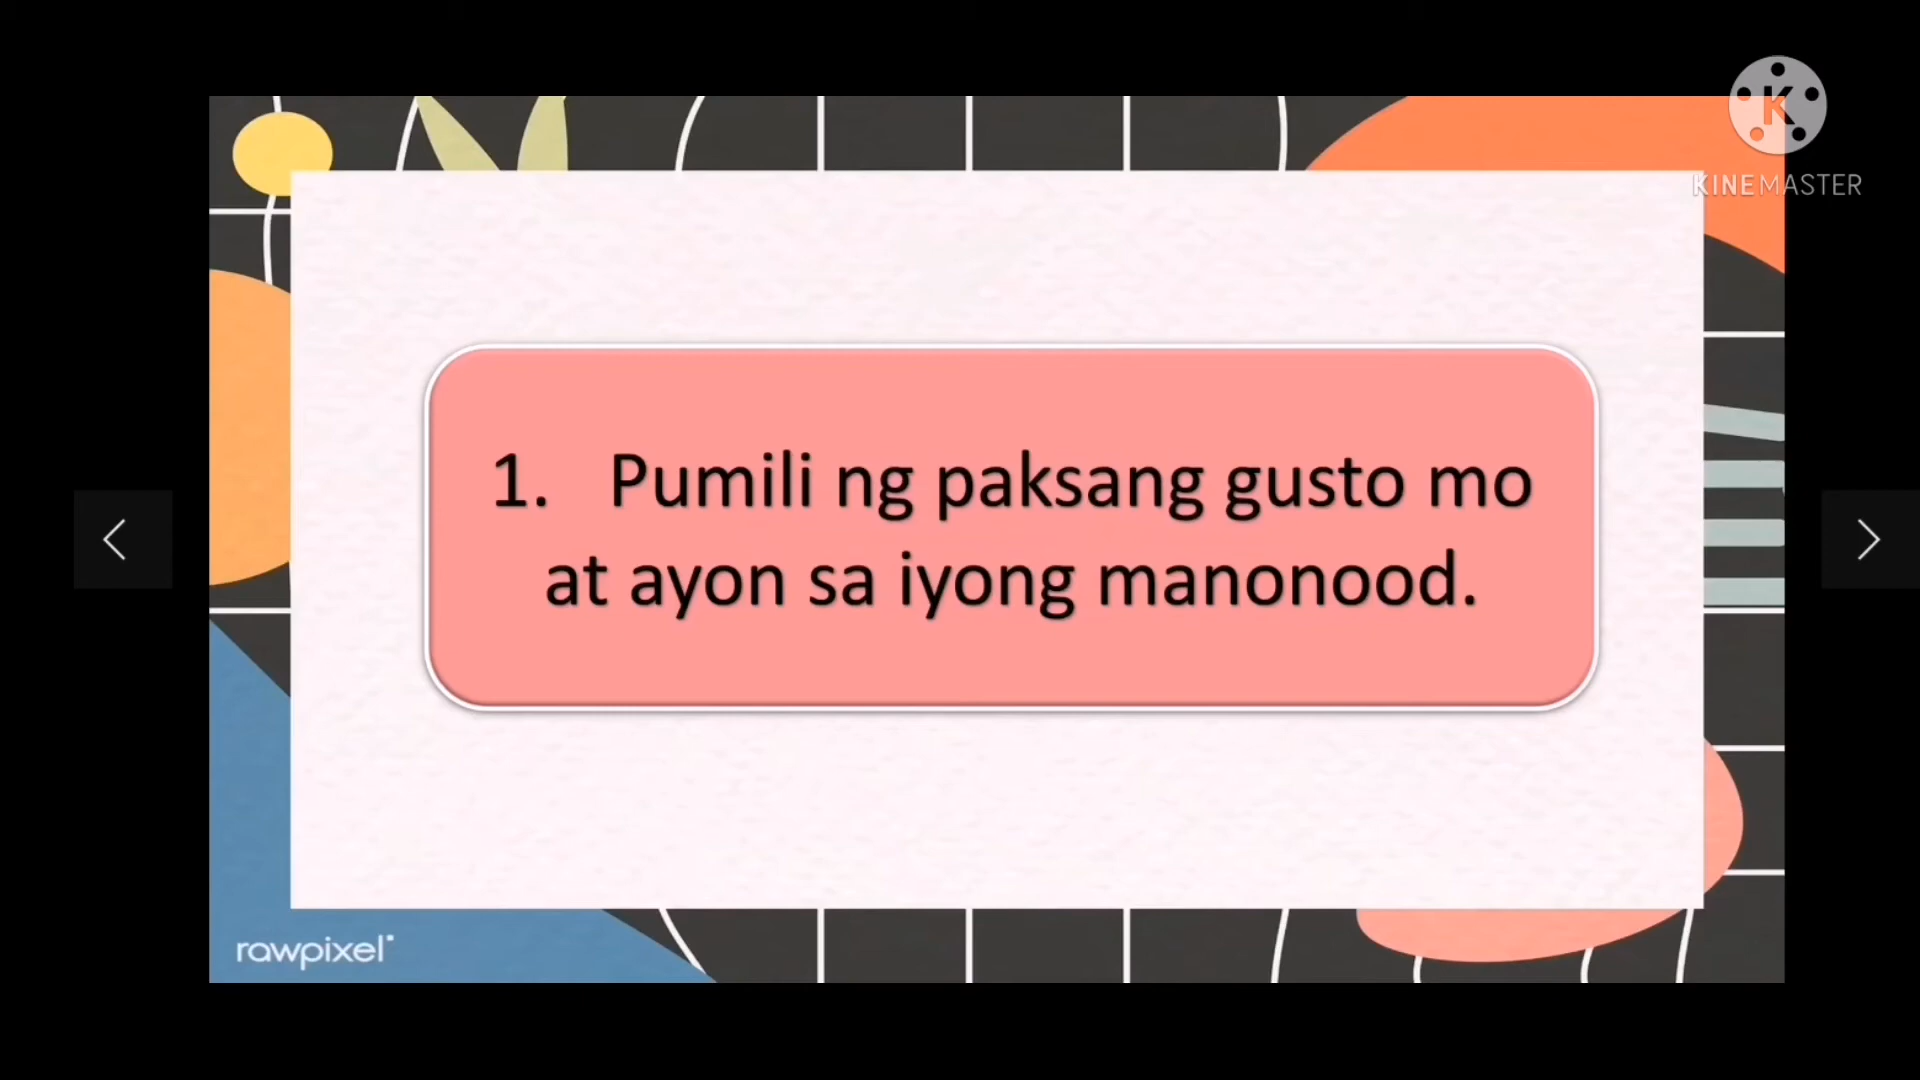 KINEMASTER
1. Pumili ng paksang gusto mo
at ayon sa iyong manonood.
rawpixel